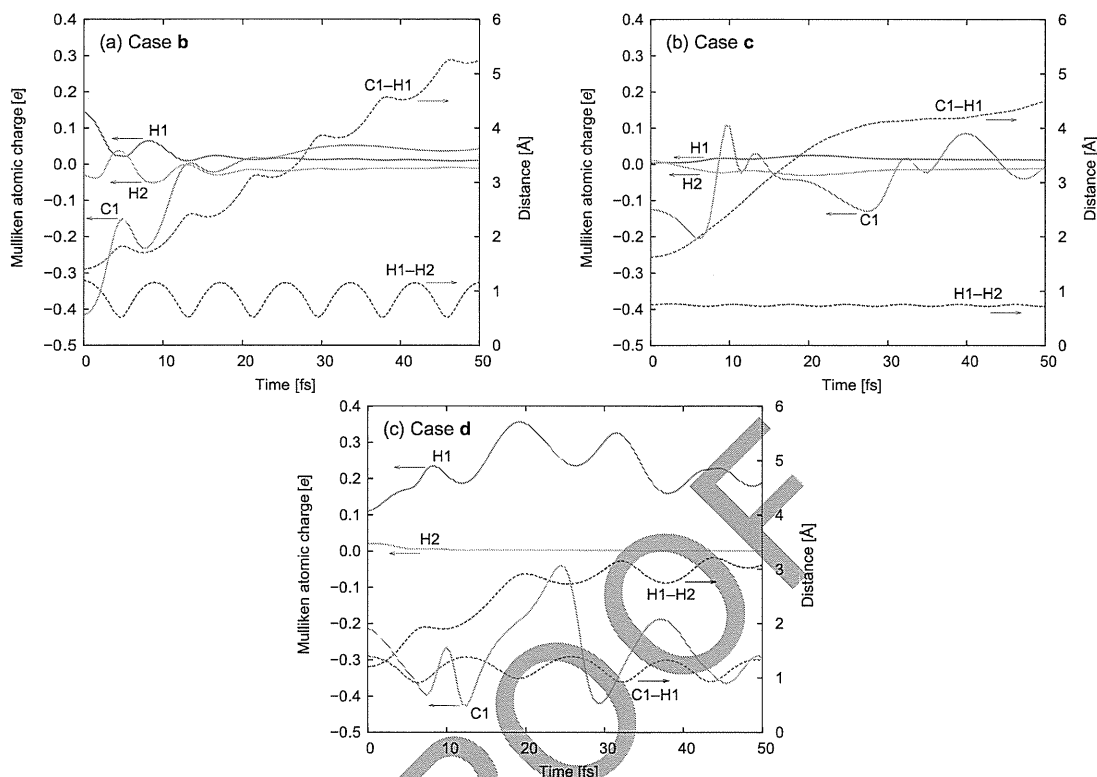 (a) Case b
Mulliken atomic charge [e]
0.4
0.3
0.2
0.1
0.0
−0.1
−0.2
−0.3
−0.4
−0.5
H1
H2
C1
C1–H1
H1–H2
6
5
4
3
2
1
0
Distance [Å]
0 10 20 30 40 50
Time [fs]
(b) Case c
Mulliken atomic charge [e]
0.4
0.3
0.2
0.1
0.0
−0.1
−0.2
−0.3
−0.4
−0.5
H1
H2
C1
C1–H1
H1–H2
6
5
4
3
2
1
0
Distance [Å]
0 10 20 30 40 50
Time [fs]
(c) Case d
Mulliken atomic charge [e]
0.4
0.3
0.2
0.1
0.0
−0.1
−0.2
−0.3
−0.4
−0.5
H1
H2
H1–H2
C1–H1
C1
6
5
4
3
2
1
0
Distance [Å]
0 10 20 30 40 50
Time [fs]
OOF